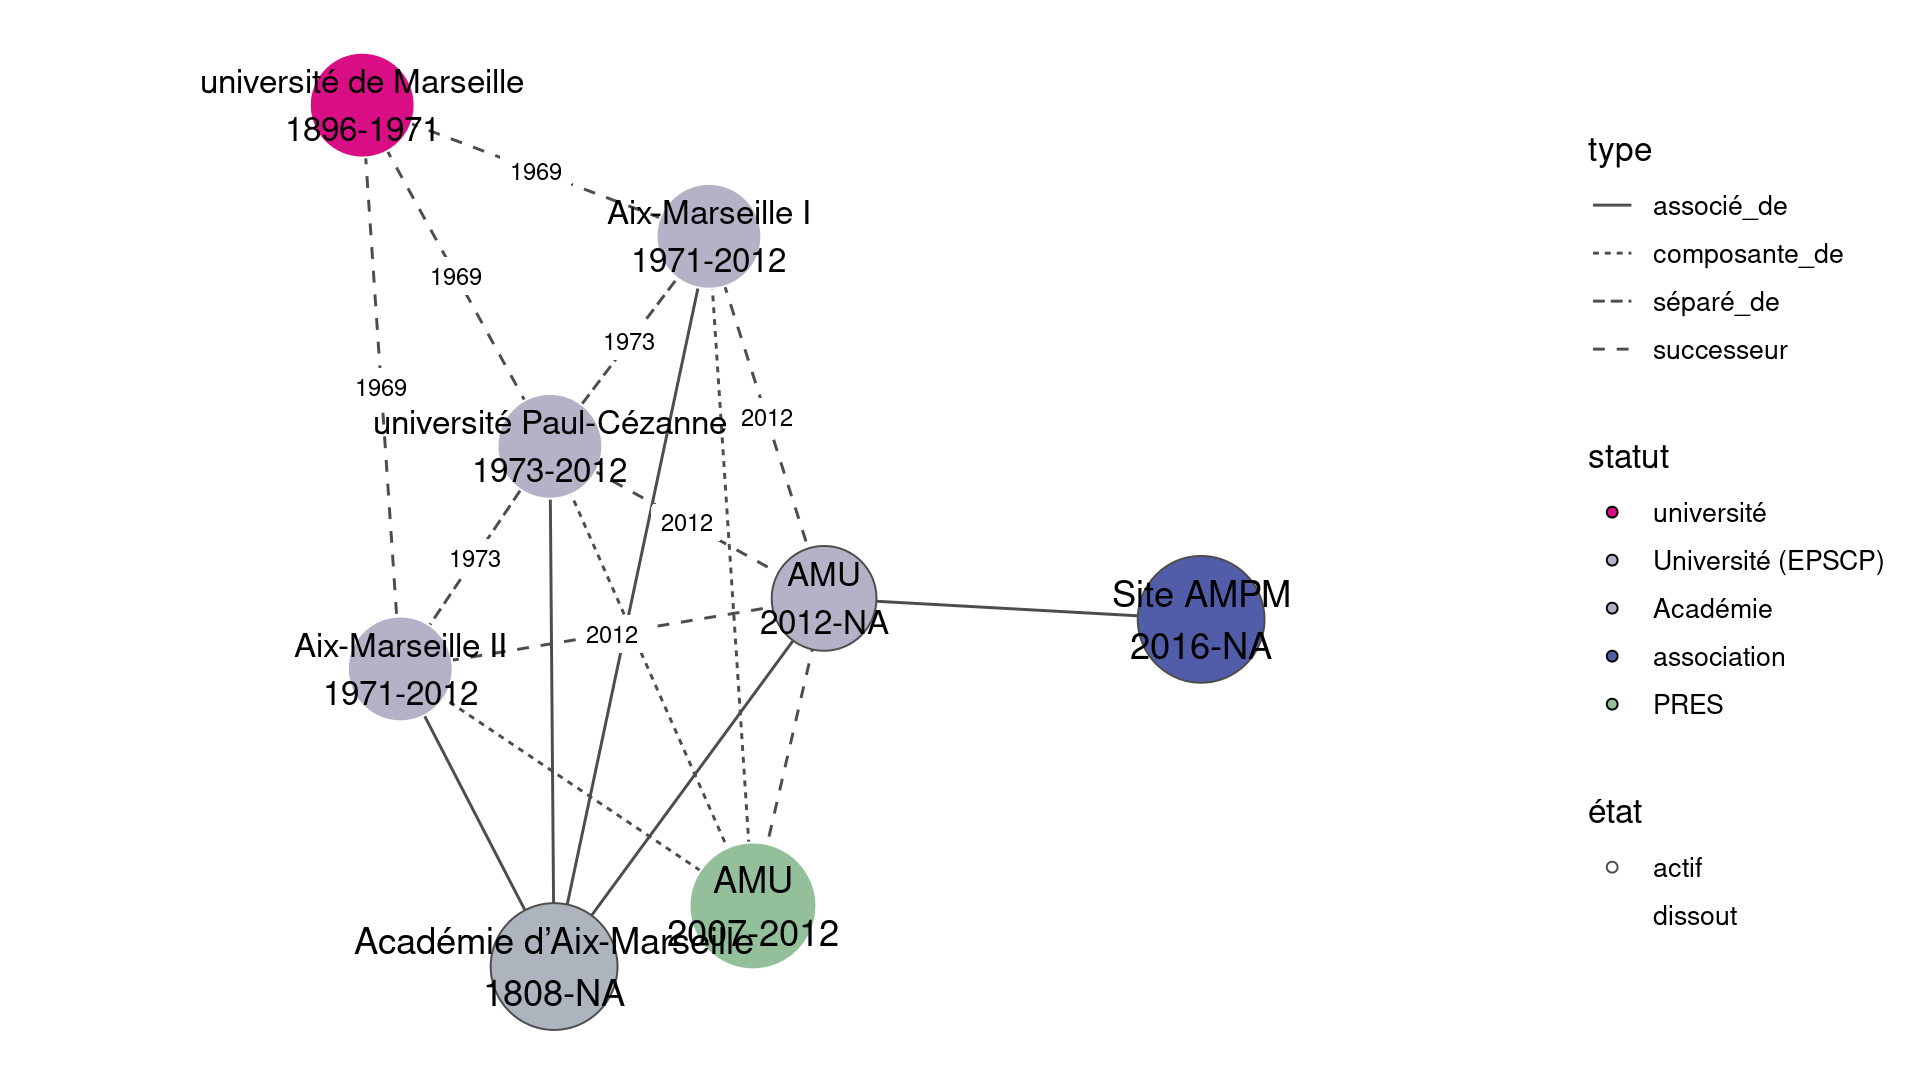 université de Marseille
1896-1971
1969
Aix-Marseille I
1971-2012
1969
1973
1969
université Paul-Cézanne
1973-2012
2012
2012
1973
AMU
2012-NA
Site AMPM
2016-NA
2012
Aix-Marseille II
1971-2012
AMU
2007-2012
Académie d’Aix-Marseille
1808-NA
type
associé_de
composante_de
séparé_de
successeur
statut
université
Université (EPSCP)
Académie
association
PRES
état
actif
dissout